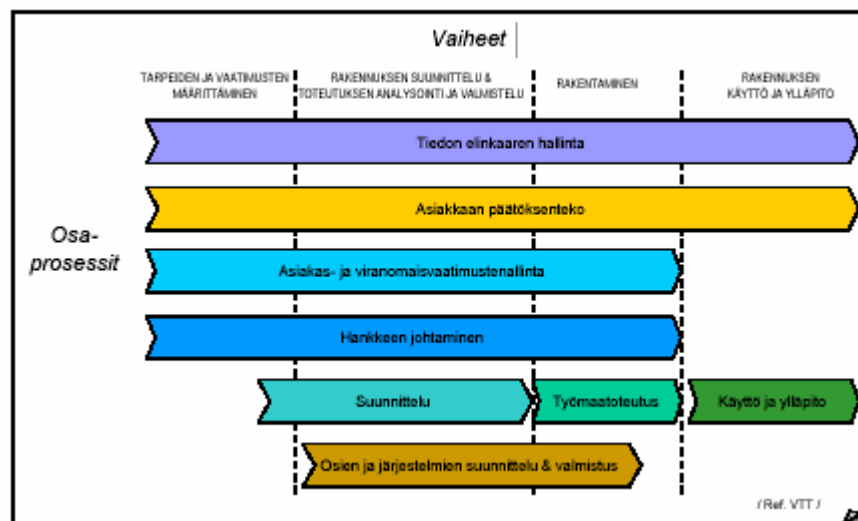 Vaiheet
TARPEIDEN JA VAATIMUSTEN
MÄÄRITTÄMINEN
RAKENNUKSEN SUUNNITTELU &
TOTEUTUKSEN ANALYSOINTI JA VALMISTELU
RAKENTAMINEN
RAKENNUKSEN
KÄYTTÖ JA YLLÄPITO
Tiedon elinkaaren hallinta
Asiakkaan päätöksenteko
Osa-
prosessit
Asiakas- ja viranomaisvaatimustenallinta
Hankkeen johtaminen
Suunnittelu
Työmaatoteutus
Käyttö ja ylläpito
Osien ja järjestelmien suunnittelu & valmistus
/ Ref. VTT /